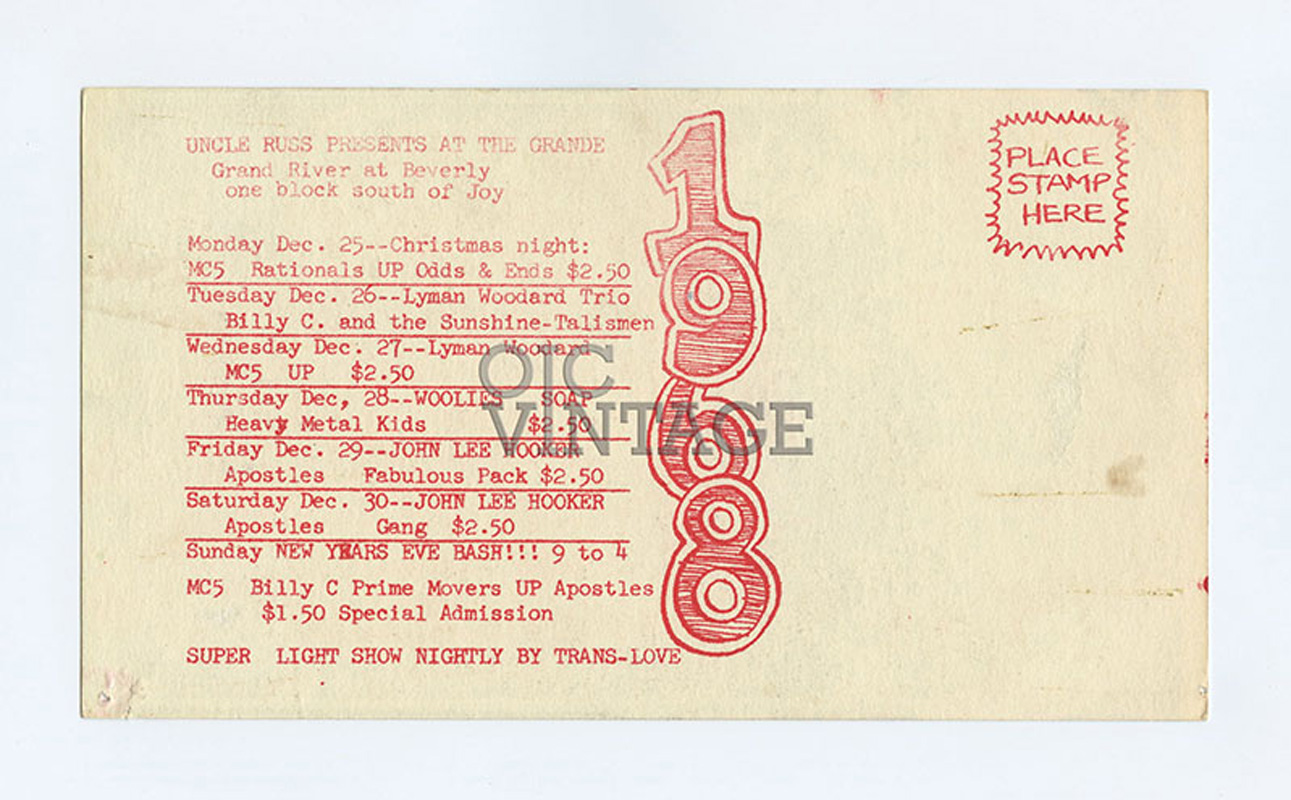 UNCLE RUSS PRESENTS AT THE GRANDE
Grand River at Beverly
one block south of Joy
Monday Dec. 25--Christmas night:
MC5 Rationals UP Odds & Ends $2.50
Tuesday Dec. 26--Lyman Woodard Trio
Billy C. and the Sunshine-Talismen
Wednesday Dec. 27--Lyman Woodard
MC5 UP $2.50
Thursday Dec, 28--WOOLIES SOAP
Heavy Metal Kids $2.50
Friday Dec. 29--JOHN LEE HOOKER
Apostles Fabulous Pack $2.50
Saturday Dec. 30--JOHN LEE HOOKER
Apostles Gang $2.50
Sunday NEW YEARS EVE BASH!!! 9 to 4
MC5 Billy C Prime Movers UP Apostles
$1.50 Special Admission
SUPER LIGHT SHOW NIGHTLY BY TRANS-LOVE
1
9
6
8
PLACE
STAMP
HERE
OC
VINTAGE